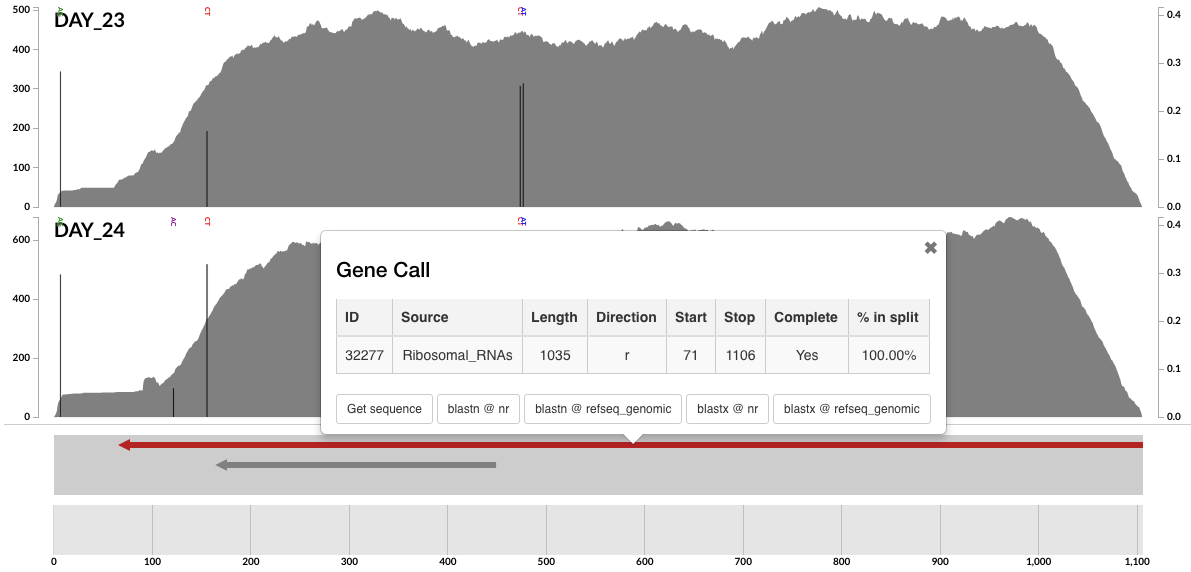 500
400
300
200
100
0
DAY_23
CT
0.4
0.3
0.2
0.1
0.0
600
400
200
0
DAY_24
AC
CT
0.4
0.3
0.2
0.1
0.0
Gene Call
ID Source Length Direction Start Stop Complete % in split
32277 Ribosomal_RNAs 1035 r 71 1106 Yes 100.00%
Get sequence blastn @ nr blastn @ refseq_genomic blastx @ nr blastx @ refseq_genomic
0 100 200 300 400 500 600 700 800 900 1,000 1,100